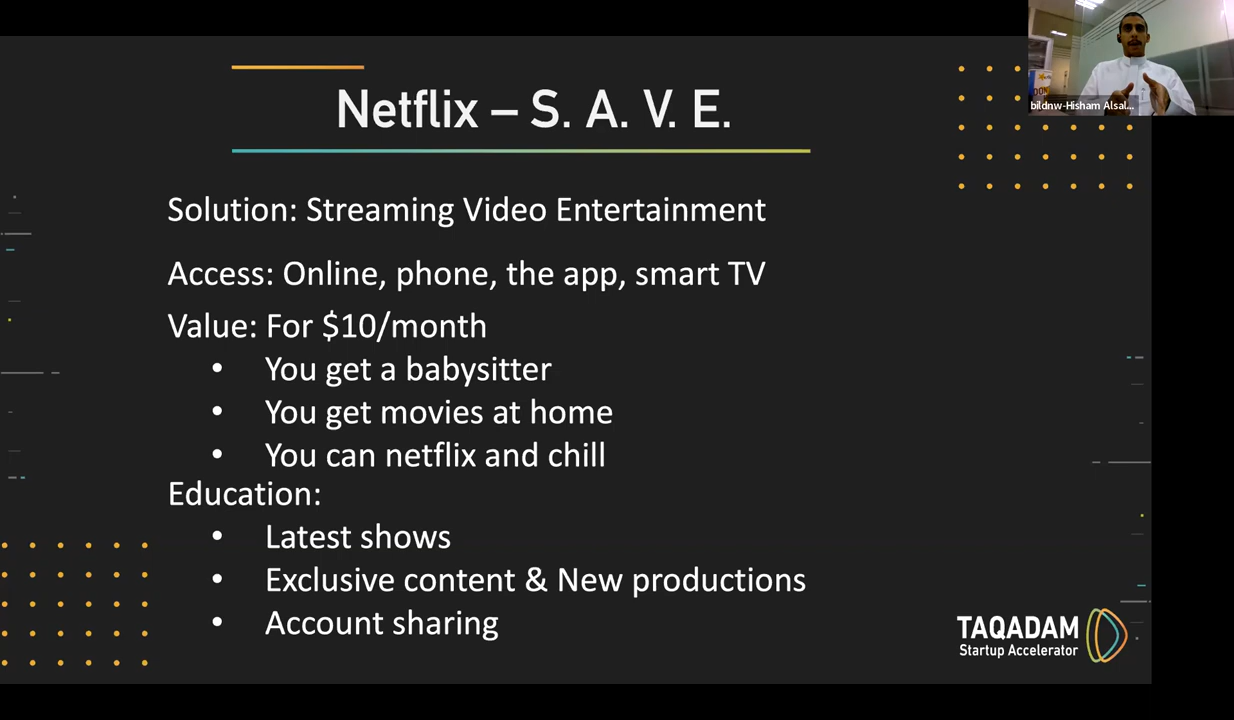 Netflix – S. A. V. E.
bildnw-Hisham Alsal...
Solution: Streaming Video Entertainment
Access: Online, phone, the app, smart TV
Value: For $10/month
• You get a babysitter
• You get movies at home
• You can netflix and chill
Education:
• Latest shows
• Exclusive content & New productions
• Account sharing
TAQADAM
Startup Accelerator